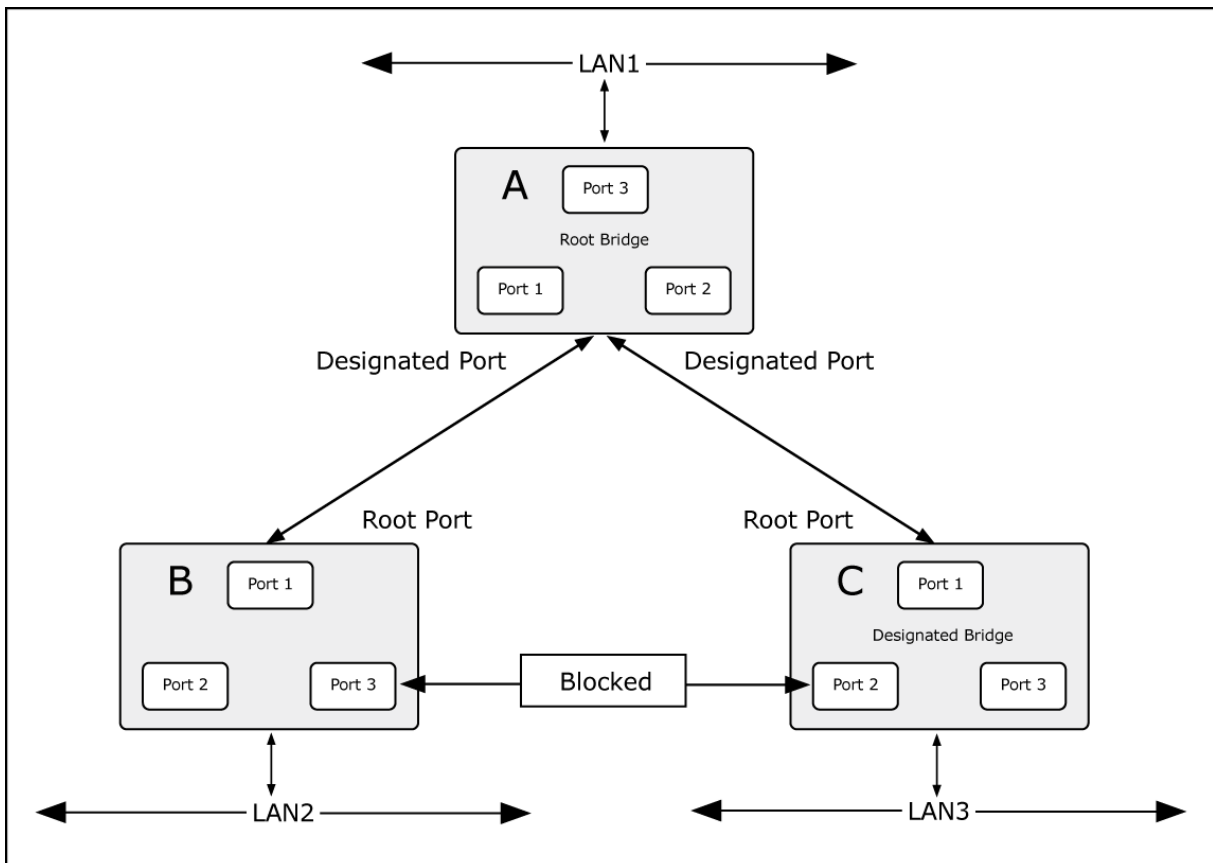 LAN1
A
Port 3
Root Bridge
Port 1
Port 2
Designated Port
Designated Port
Root Port
Root Port
B
Port 1
Port 2
Port 3
Blocked
C
Port 1
Designated Bridge
Port 2
Port 3
LAN2
LAN3